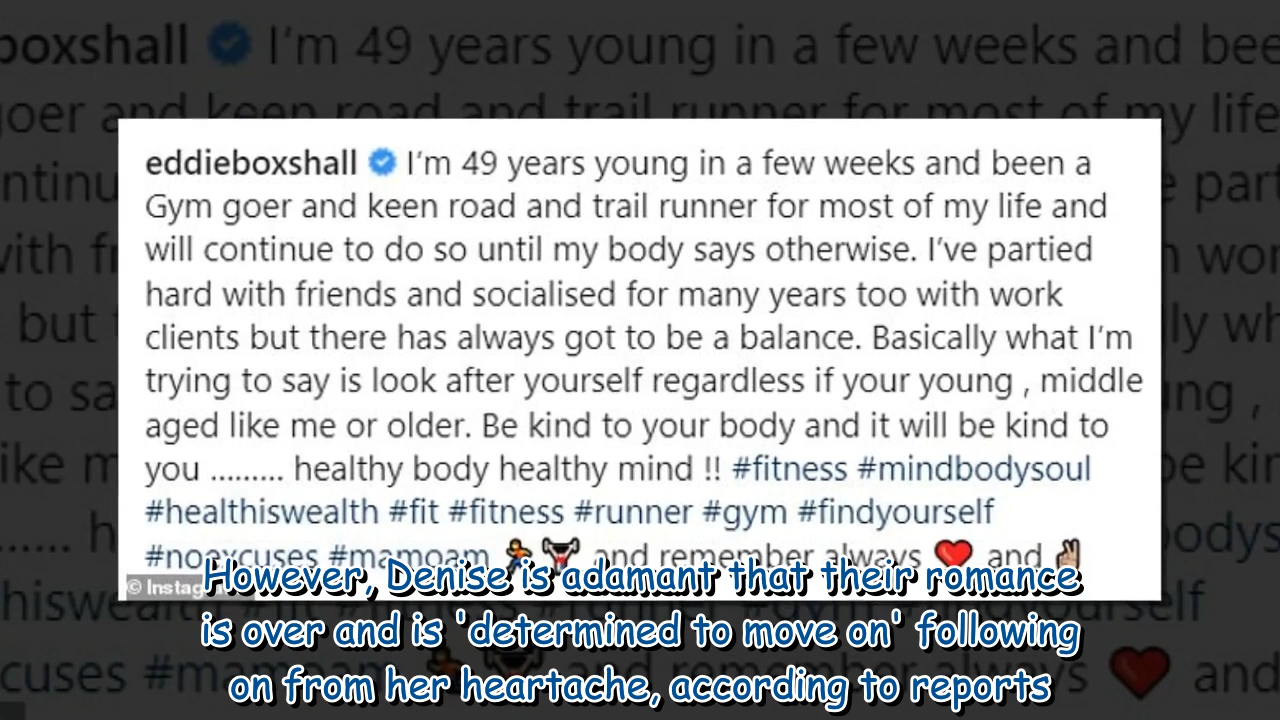 eddieboxshall I'm 49 years young in a few weeks and been a
Gym goer and keen road and trail runner for most of my life and
will continue to do so until my body says otherwise. I've partied
hard with friends and socialised for many years too with work
clients but there has always got to be a balance. Basically what I'm
trying to say is look after yourself regardless if your young , middle
aged like me or older. Be kind to your body and it will be kind to
you ......... healthy body healthy mind !! #fitness #mindbodysoul
#healthiswealth #fit #fitness #runner #gym #findyourself
#noexcuses #mamoam 🏃 🏋 and remember always ❤️ and ✌🏼
However, Denise is adamant that their romance
is over and is 'determined to move on' following
on from her heartache, according to reports